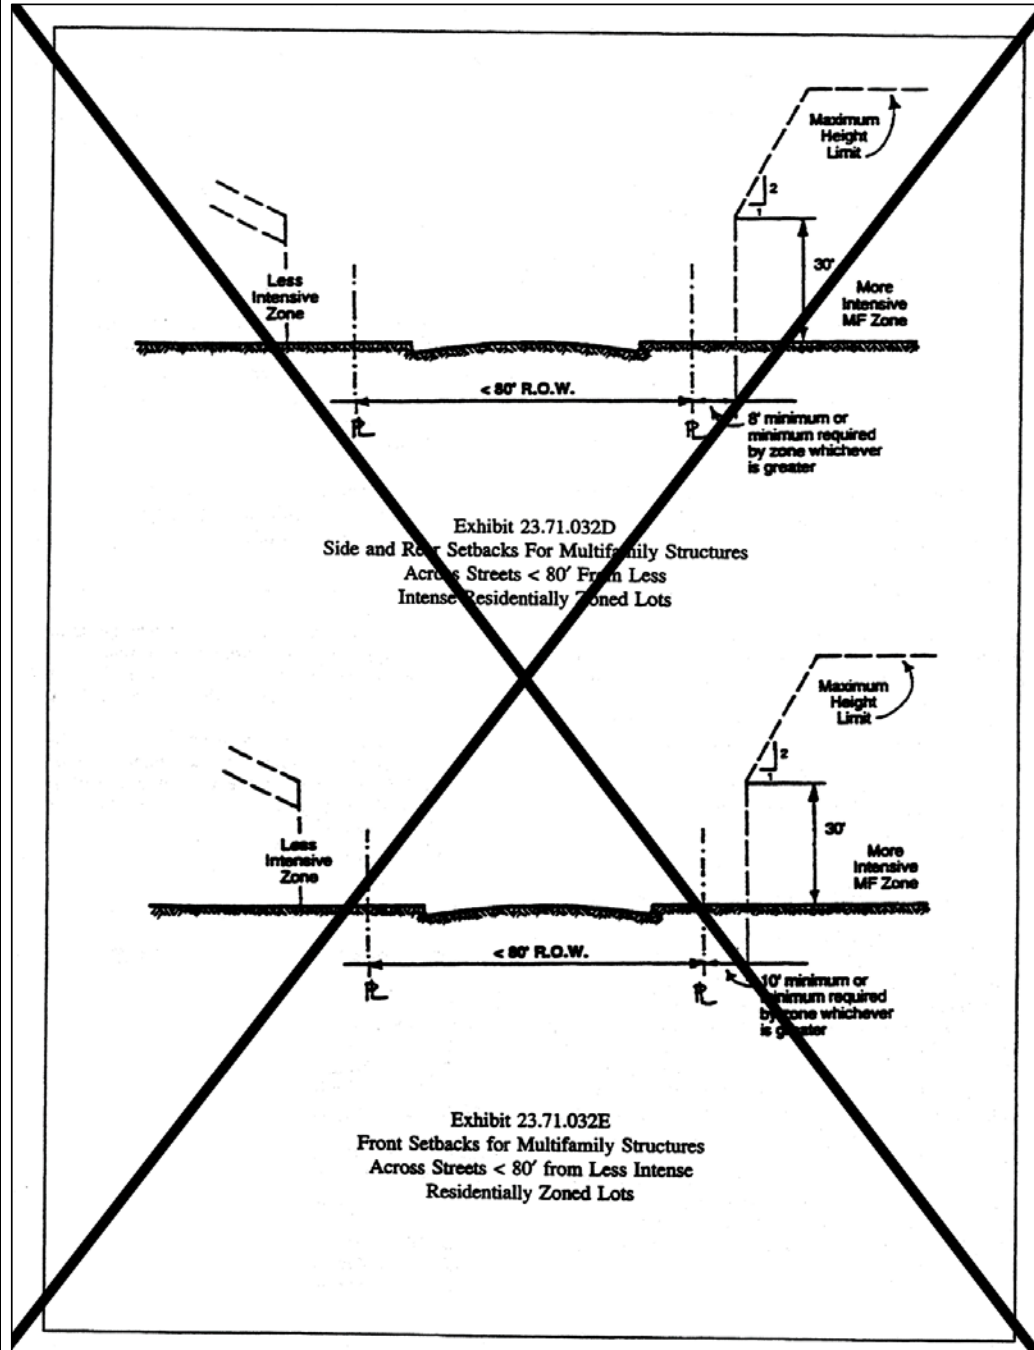 Maximum
Height
Limit
2
1
30'
Less
Intensive
Zone
More
Intensive
MF Zone
< 80' R.O.W.
PL
PL
8' minimum or
minimum required
by zone whichever
is greater
Exhibit 23.71.032D
Side and Rear Setbacks For Multifamily Structures
Across Streets < 80' From Less
Intense Residentially Zoned Lots
Maximum
Height
Limit
2
1
30'
Less
Intensive
Zone
More
Intensive
MF Zone
< 80' R.O.W.
PL
PL
10' minimum or
minimum required
by zone whichever
is greater
Exhibit 23.71.032E
Front Setbacks for Multifamily Structures
Across Streets < 80' from Less Intense
Residentially Zoned Lots